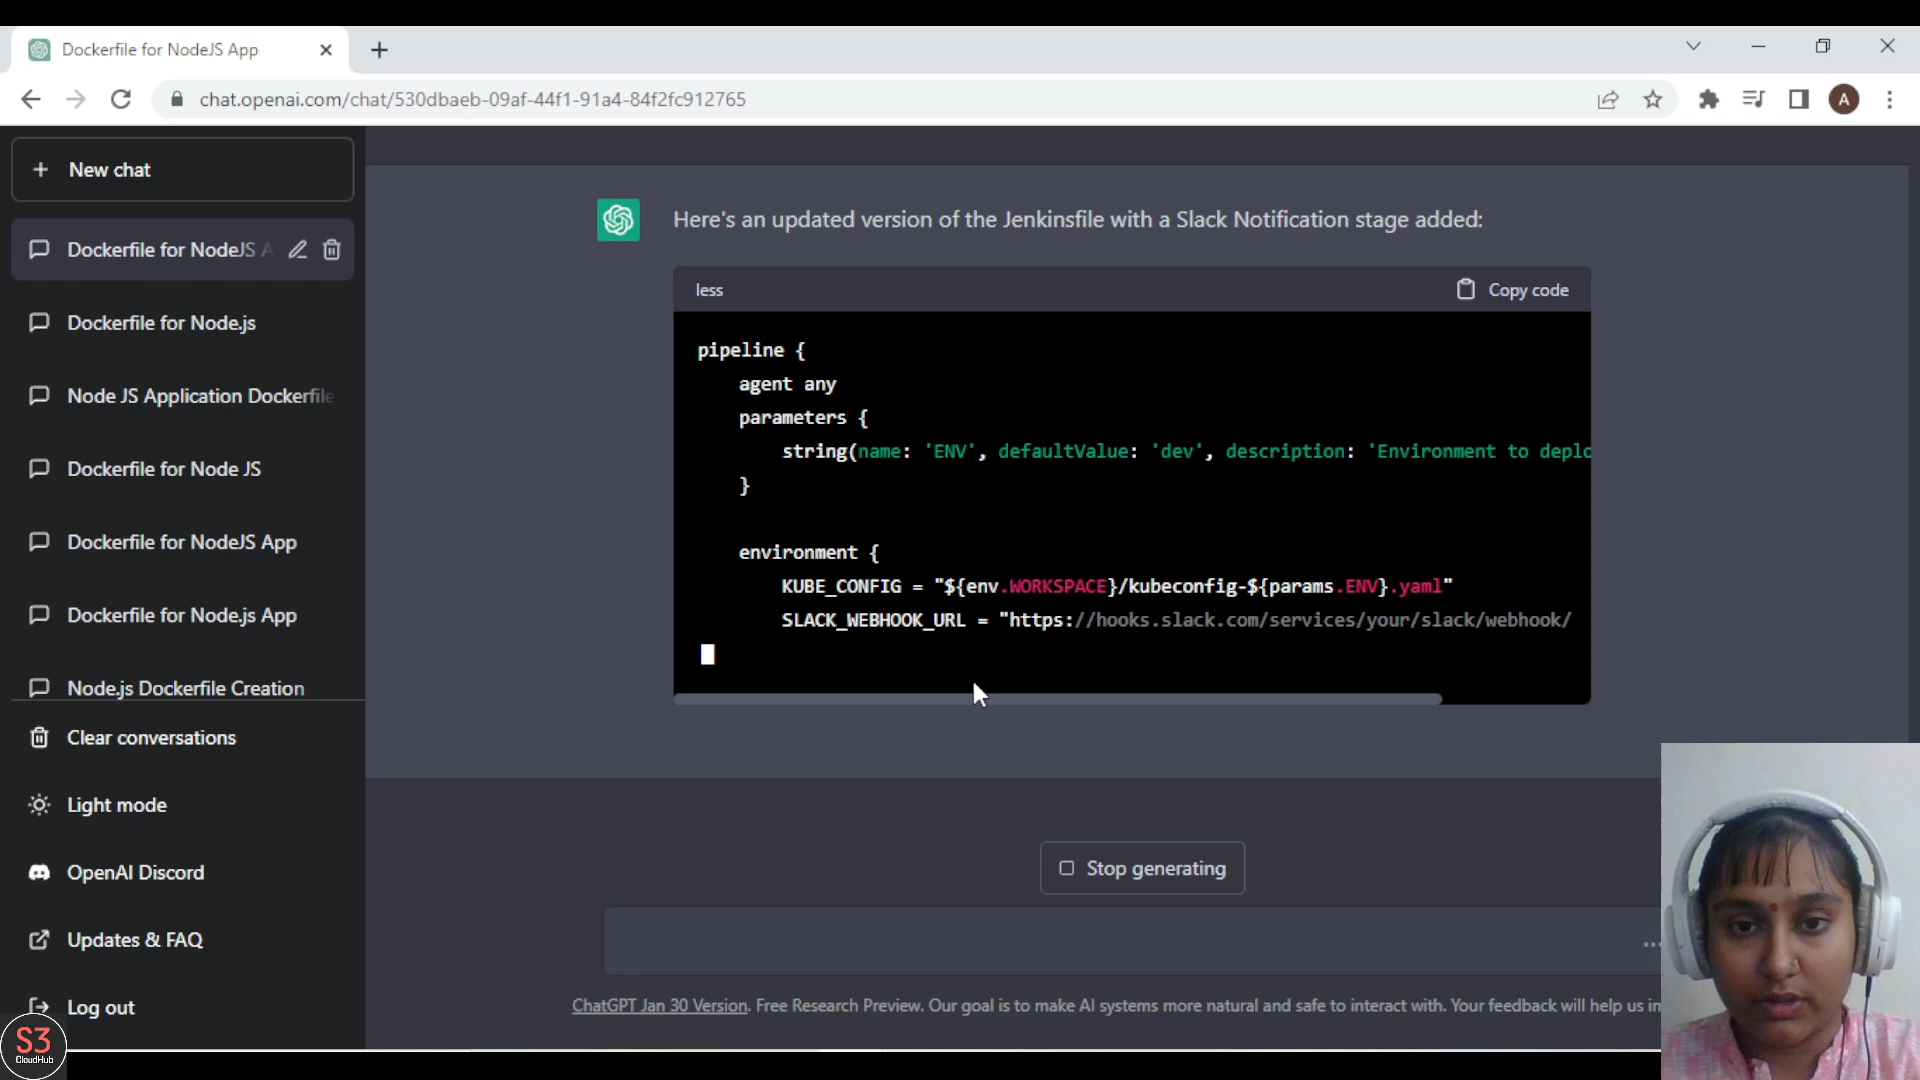 Dockerfile for NodeJS App
chat.openai.com/chat/530dbaeb-09af-44f1-91a4-84f2fc912765
A
New chat
Dockerfile for NodeJS A
Dockerfile for Node.js
Node JS Application Dockerfile
Dockerfile for Node JS
Dockerfile for NodeJS App
Dockerfile for Node.js App
Node.js Dockerfile Creation
Clear conversations
Light mode
OpenAI Discord
Updates & FAQ
Log out
S3
CloudHub
Here's an updated version of the Jenkinsfile with a Slack Notification stage added:
less
Copy code
pipeline {
agent any
parameters {
string(name: 'ENV', defaultValue: 'dev', description: 'Environment to deplo
}
environment {
KUBE_CONFIG = "${env.WORKSPACE}/kubeconfig-${params.ENV}.yaml"
SLACK_WEBHOOK_URL = "https://hooks.slack.com/services/your/slack/webhook/
Stop generating
ChatGPT Jan 30 Version. Free Research Preview. Our goal is to make AI systems more natural and safe to interact with. Your feedback will help us im